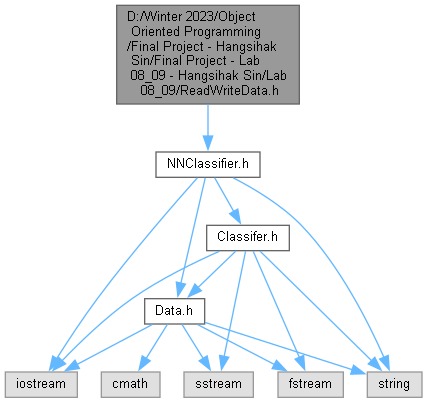 D:/Winter 2023/Object
Oriented Programming
/Final Project - Hangsihak
Sin/Final Project - Lab
08_09 - Hangsihak Sin/Lab
08_09/ReadWriteData.h
NNClassifier.h
Classifer.h
Data.h
iostream
cmath
sstream
fstream
string